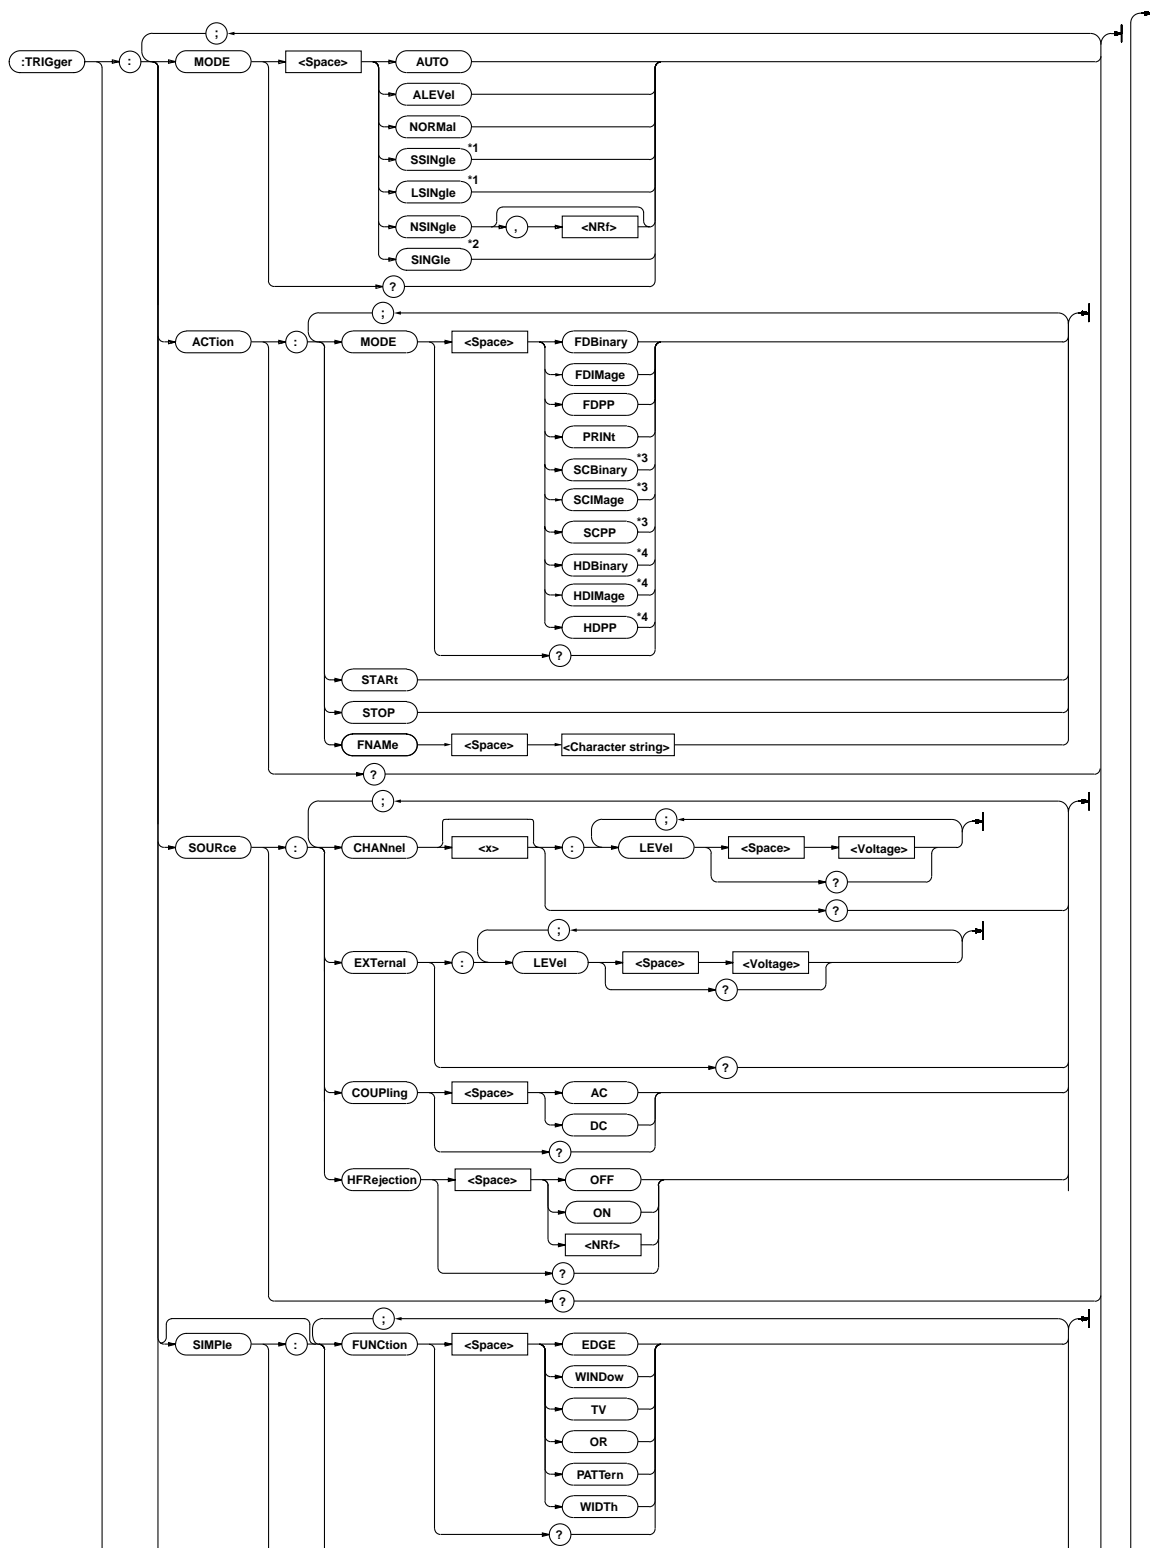 ;
:TRIGger : MODE <Space> AUTO
ALEVel
NORMal
SSINgle*1
LSINgle*1
NSINgle , <NRf>
SINGle*2
?
;
ACTion : MODE <Space> FDBinary
FDIMage
FDPP
PRINt
SCBinary*3
SCIMage*3
SCPP*3
HDBinary*4
HDIMage*4
HDPP*4
?
STARt
STOP
FNAMe <Space> <Character string>
?
;
;
SOURce : CHANnel <x> : LEVel <Space> <Voltage>
?
?
;
EXTernal : LEVel <Space> <Voltage>
?
?
COUPling <Space> AC
DC
?
HFRejection <Space> OFF
ON
<NRf>
?
?
;
SIMPle : FUNCtion <Space> EDGE
WINDow
TV
OR
PATTern
WIDTh
?